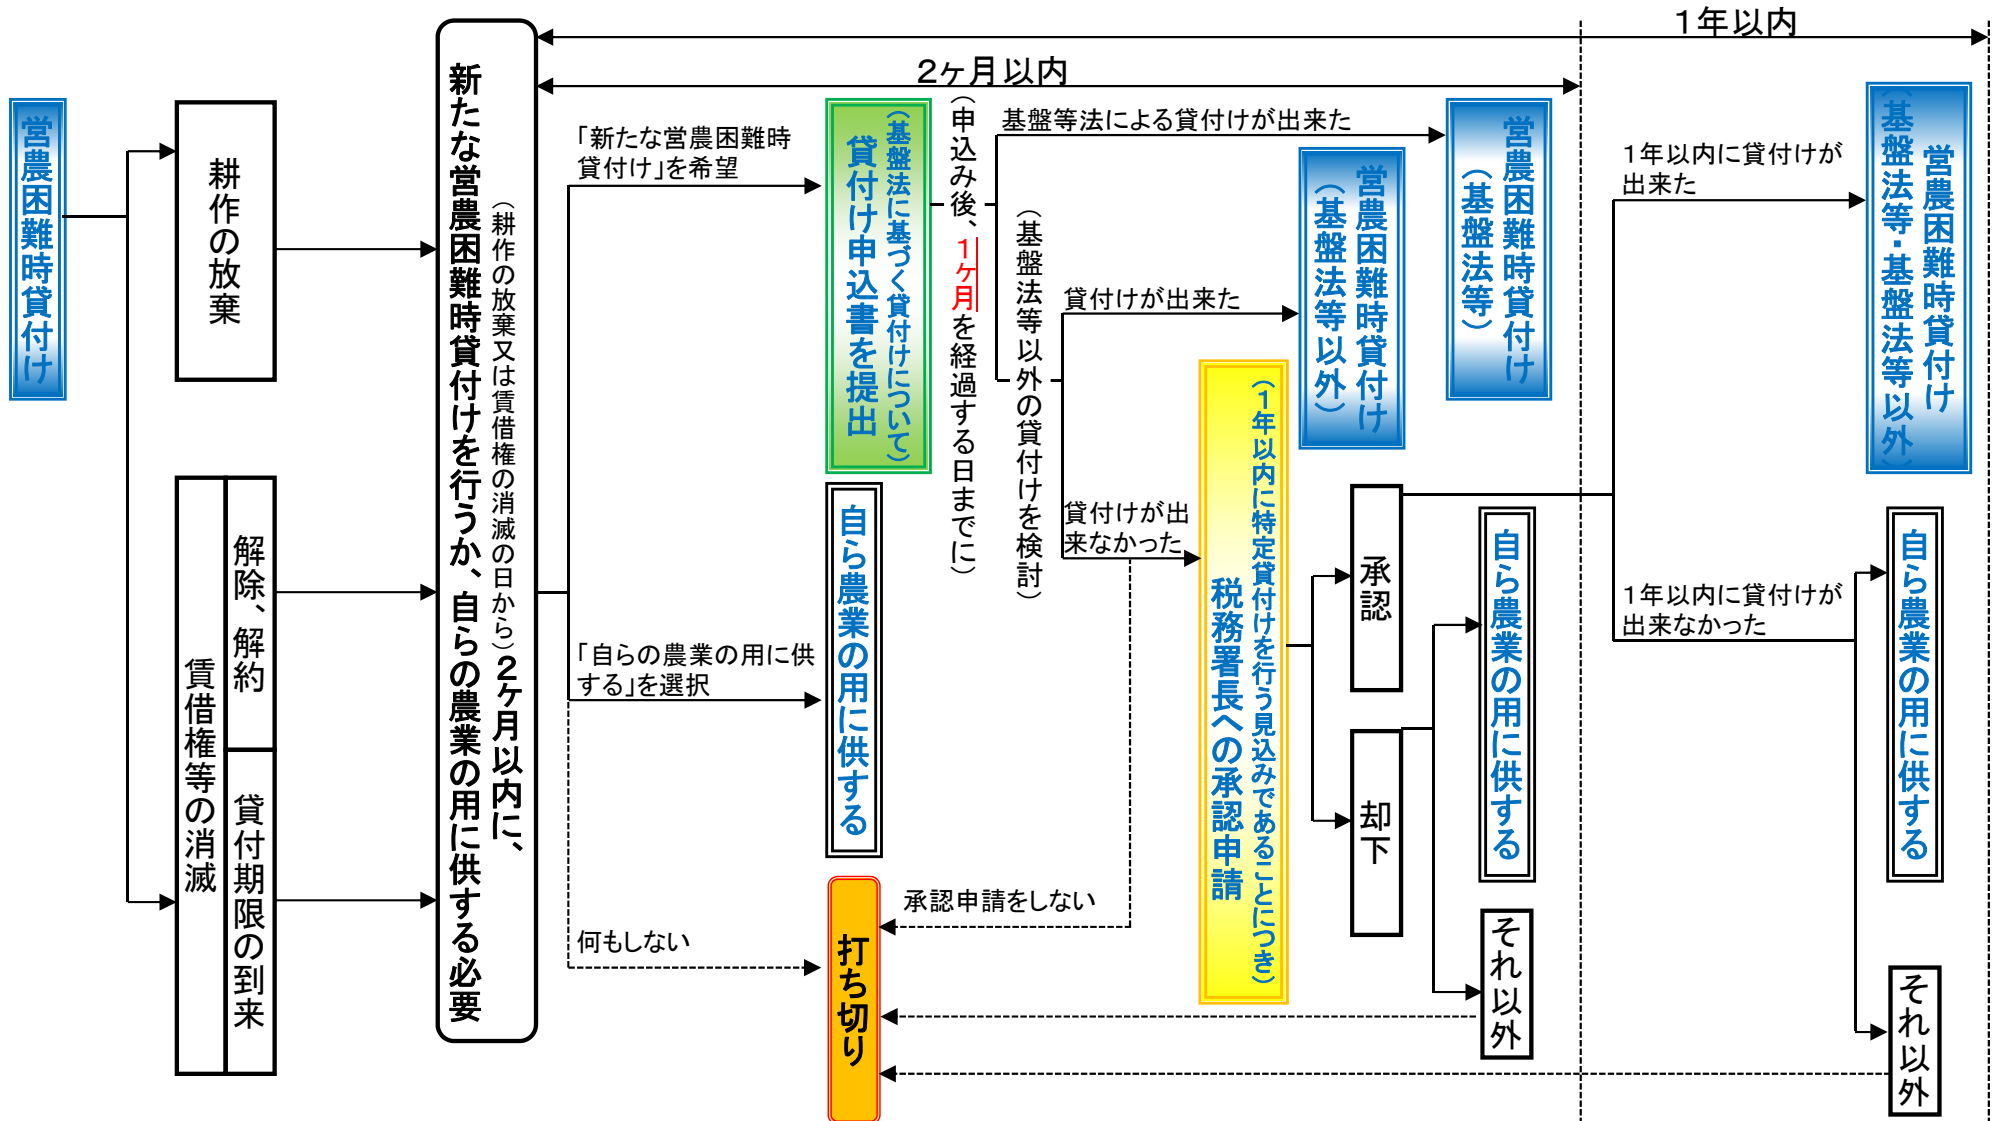 1年以内
2ヶ月以内
営農困難時貸付け
耕作の放棄
賃借権等の消滅
解除、解約
貸付期限の到来
(耕作の放棄又は賃借権の消滅の日から)2ヶ月以内に、
新たな営農困難時貸付けを行うか、自らの農業の用に供する必要
「新たな営農困難時
貸付け」を希望
「自らの農業の用に供
する」を選択
何もしない
(基盤法に基づく貸付けについて)
貸付け申込書を提出
自ら農業の用に供する
打ち切り
(申込み後、1ヶ月を経過する日までに)
基盤等法による貸付けが出来た
(基盤法等以外の貸付けを検討)
貸付けが出来た
貸付けが出
来なかった
承認申請をしない
(1年以内に特定貸付けを行う見込みであることにつき)
税務署長への承認申請
営農困難時貸付け
(基盤法等以外)
営農困難時貸付け
(基盤法等)
承認
却下
自ら農業の用に供する
それ以外
1年以内に貸付けが
出来た
1年以内に貸付けが
出来なかった
営農困難時貸付け
(基盤法等・基盤法等以外)
自ら農業の用に供する
それ以外